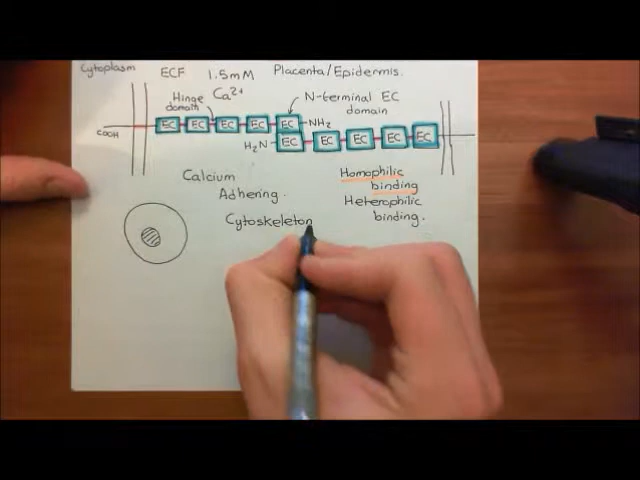 Cytoplasm ECF 1.5mM Placenta/Epidermis.
Hinge domain Ca2+ N-terminal EC domain
COOH EC EC EC EC EC NH2
H2N EC EC EC EC EC
Calcium Homophilic
Adhering. binding
Cytoskeleton Heterophilic
binding.